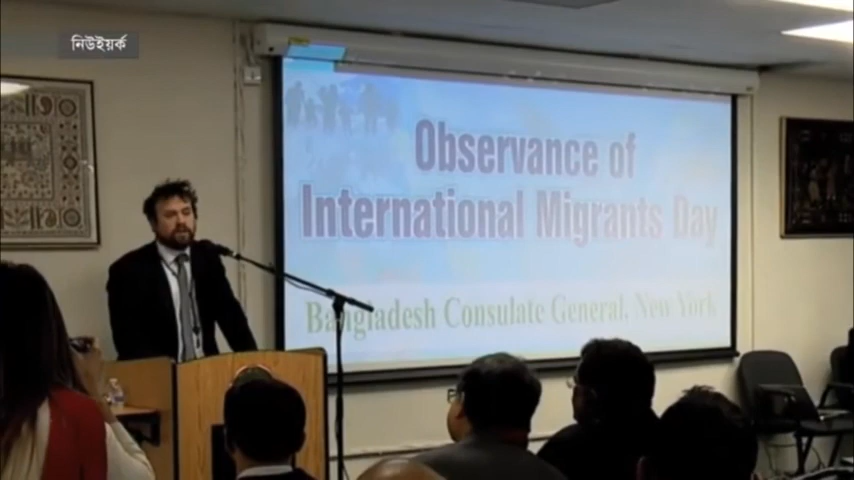 নিউইয়র্ক
Observance of
International Migrants Day
Bangladesh Consulate General, New York